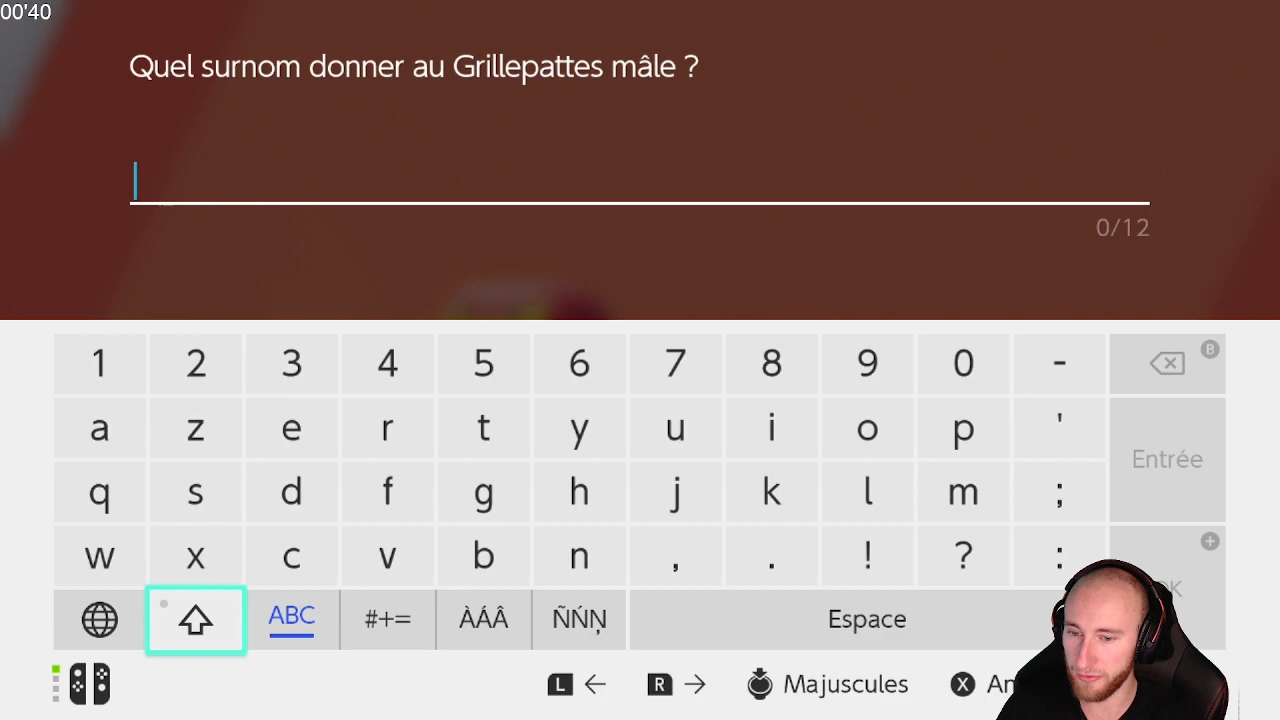 00'40
Quel surnom donner au Grillepattes mâle ?
0/12
1 2 3 4 5 6 7 8 9 0 - B
a z e r t y u i o p '
Entrée
q s d f g h j k l m ;
w x c v b n , . ! ? : +
ABC #+= ÀÁÂ ÑŃŅ Espace
L ← R → Majuscules X